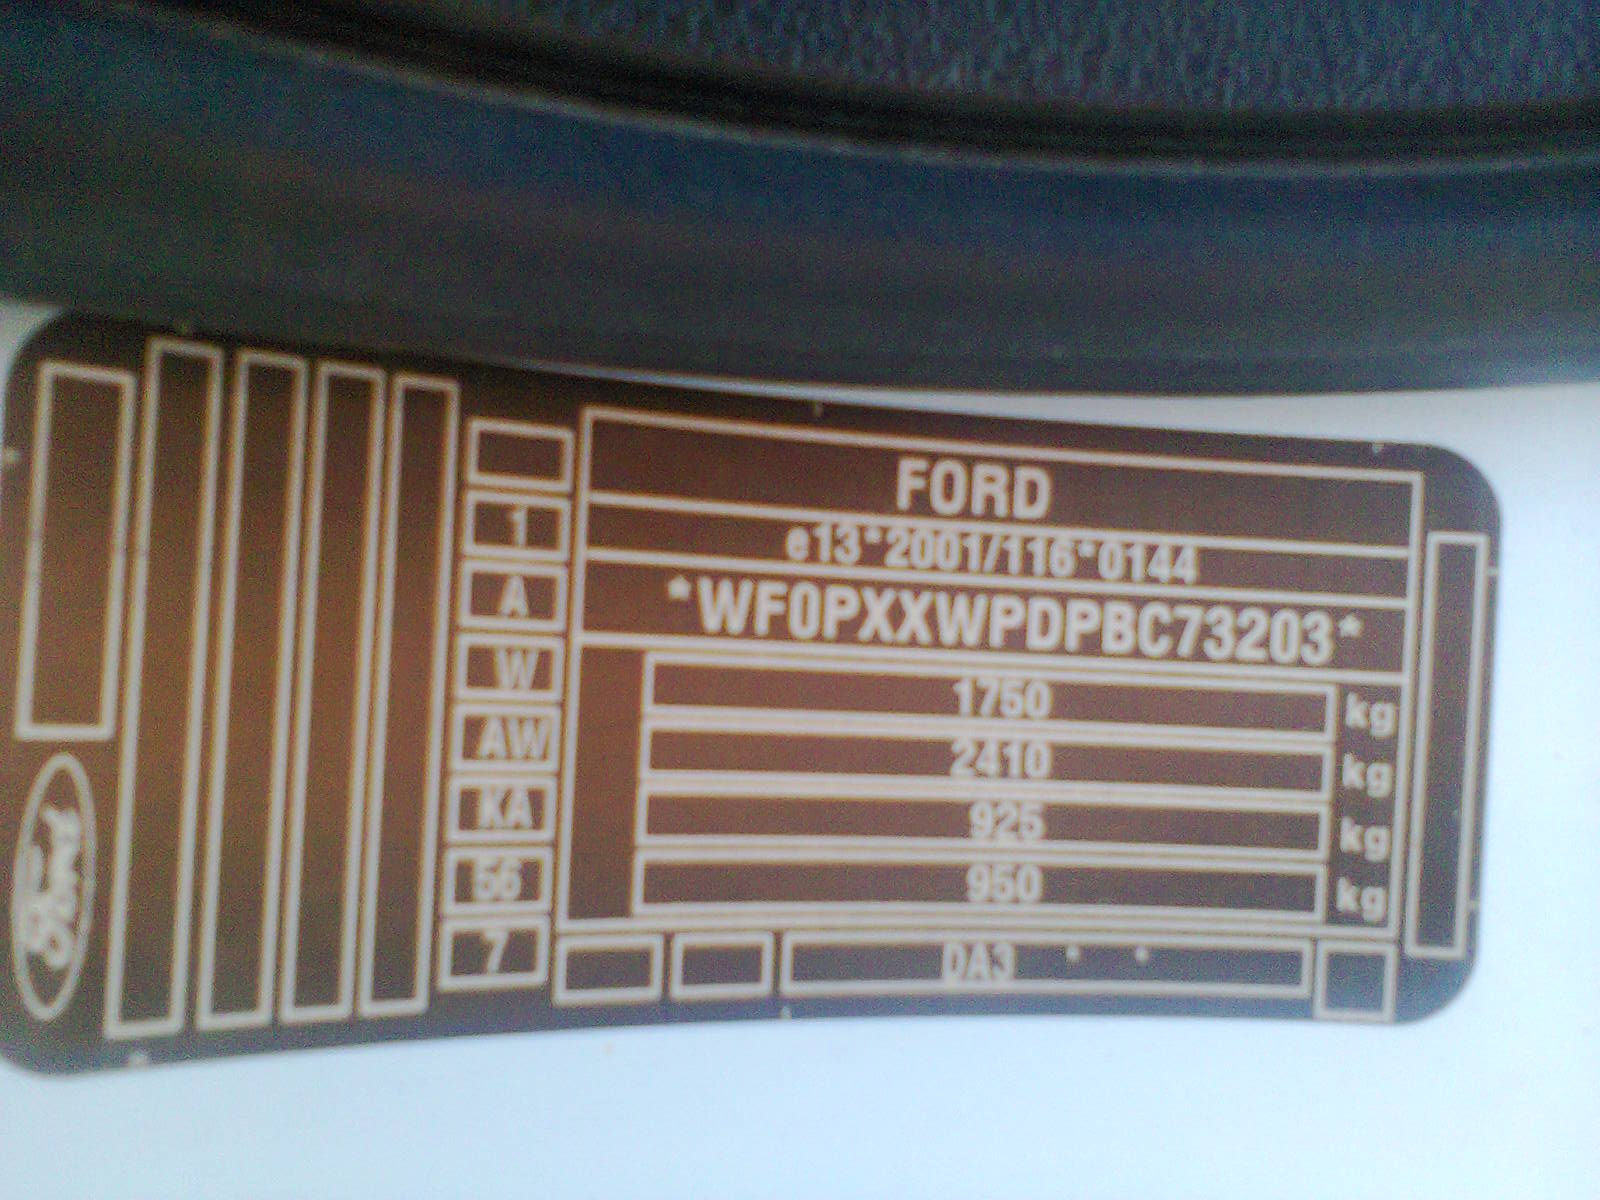 FORD
e13*2001/116*0144
*WF0PXXWPDPBC73203*
1750 kg
2410 kg
925 kg
950 kg
DA3 * *
1
A
W
AW
KA
56
7
Ford